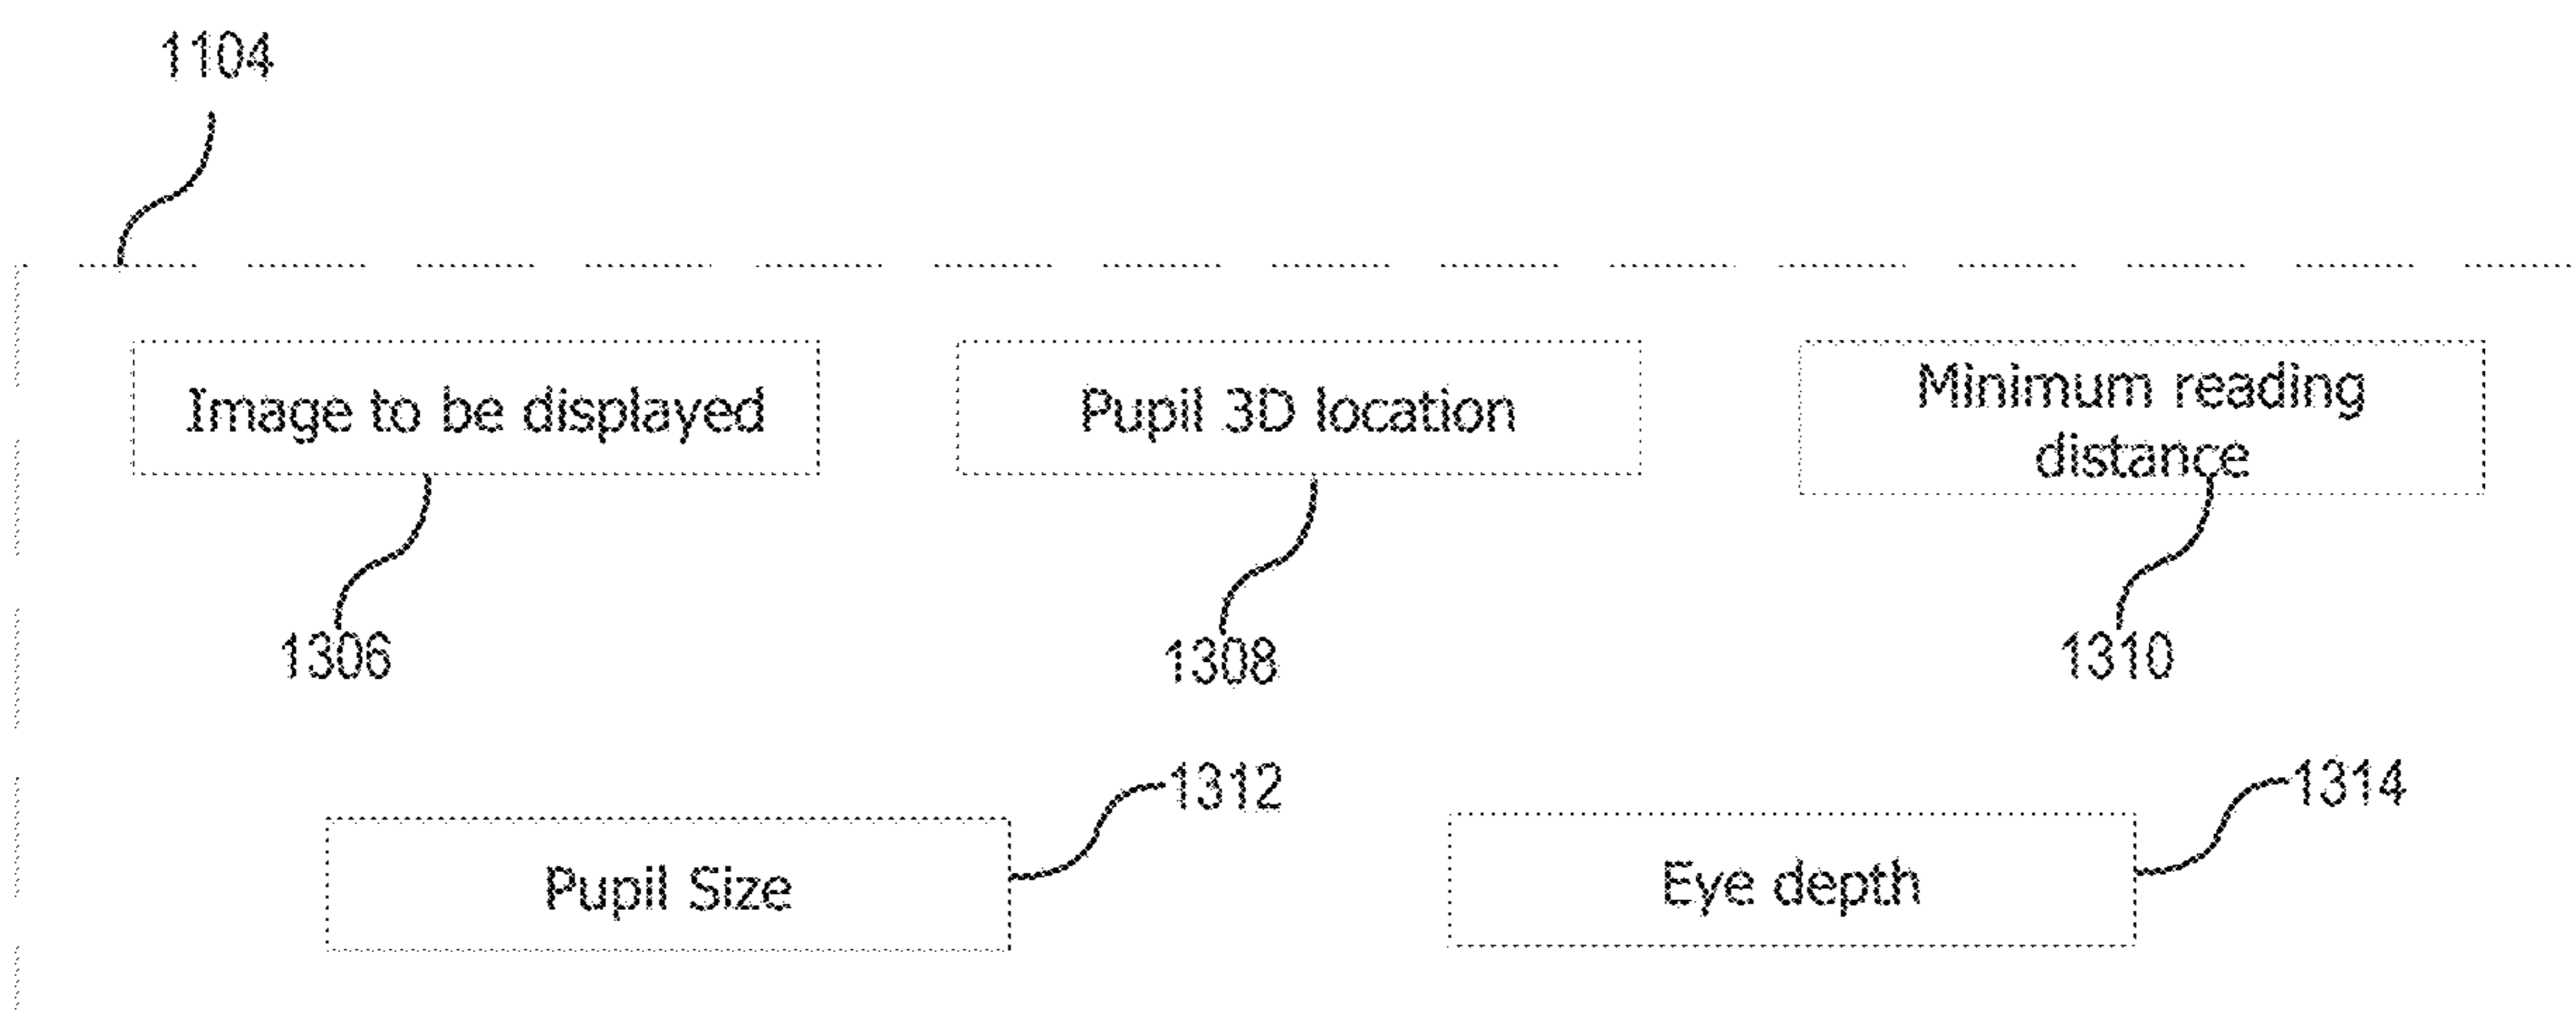 1104
Image to be displayed
Pupil 3D location
Minimum reading
distance
1306
1308
1310
1312
1314
Pupil Size
Eye depth